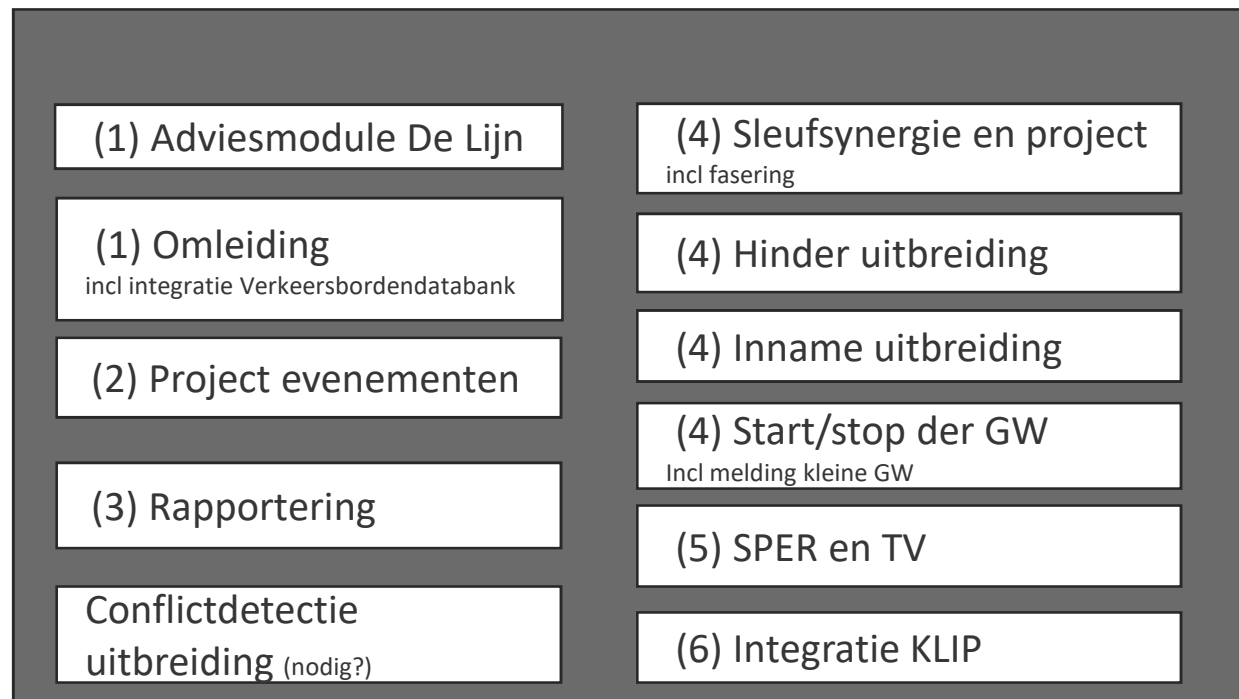 (1) Adviesmodule De Lijn
(1) Omleiding
incl integratie Verkeersbordendatabank
(2) Project evenementen
(3) Rapportering
Conflictdetectie
uitbreiding (nodig?)
(4) Sleufsynergie en project
incl fasering
(4) Hinder uitbreiding
(4) Inname uitbreiding
(4) Start/stop der GW
Incl melding kleine GW
(5) SPER en TV
(6) Integratie KLIP